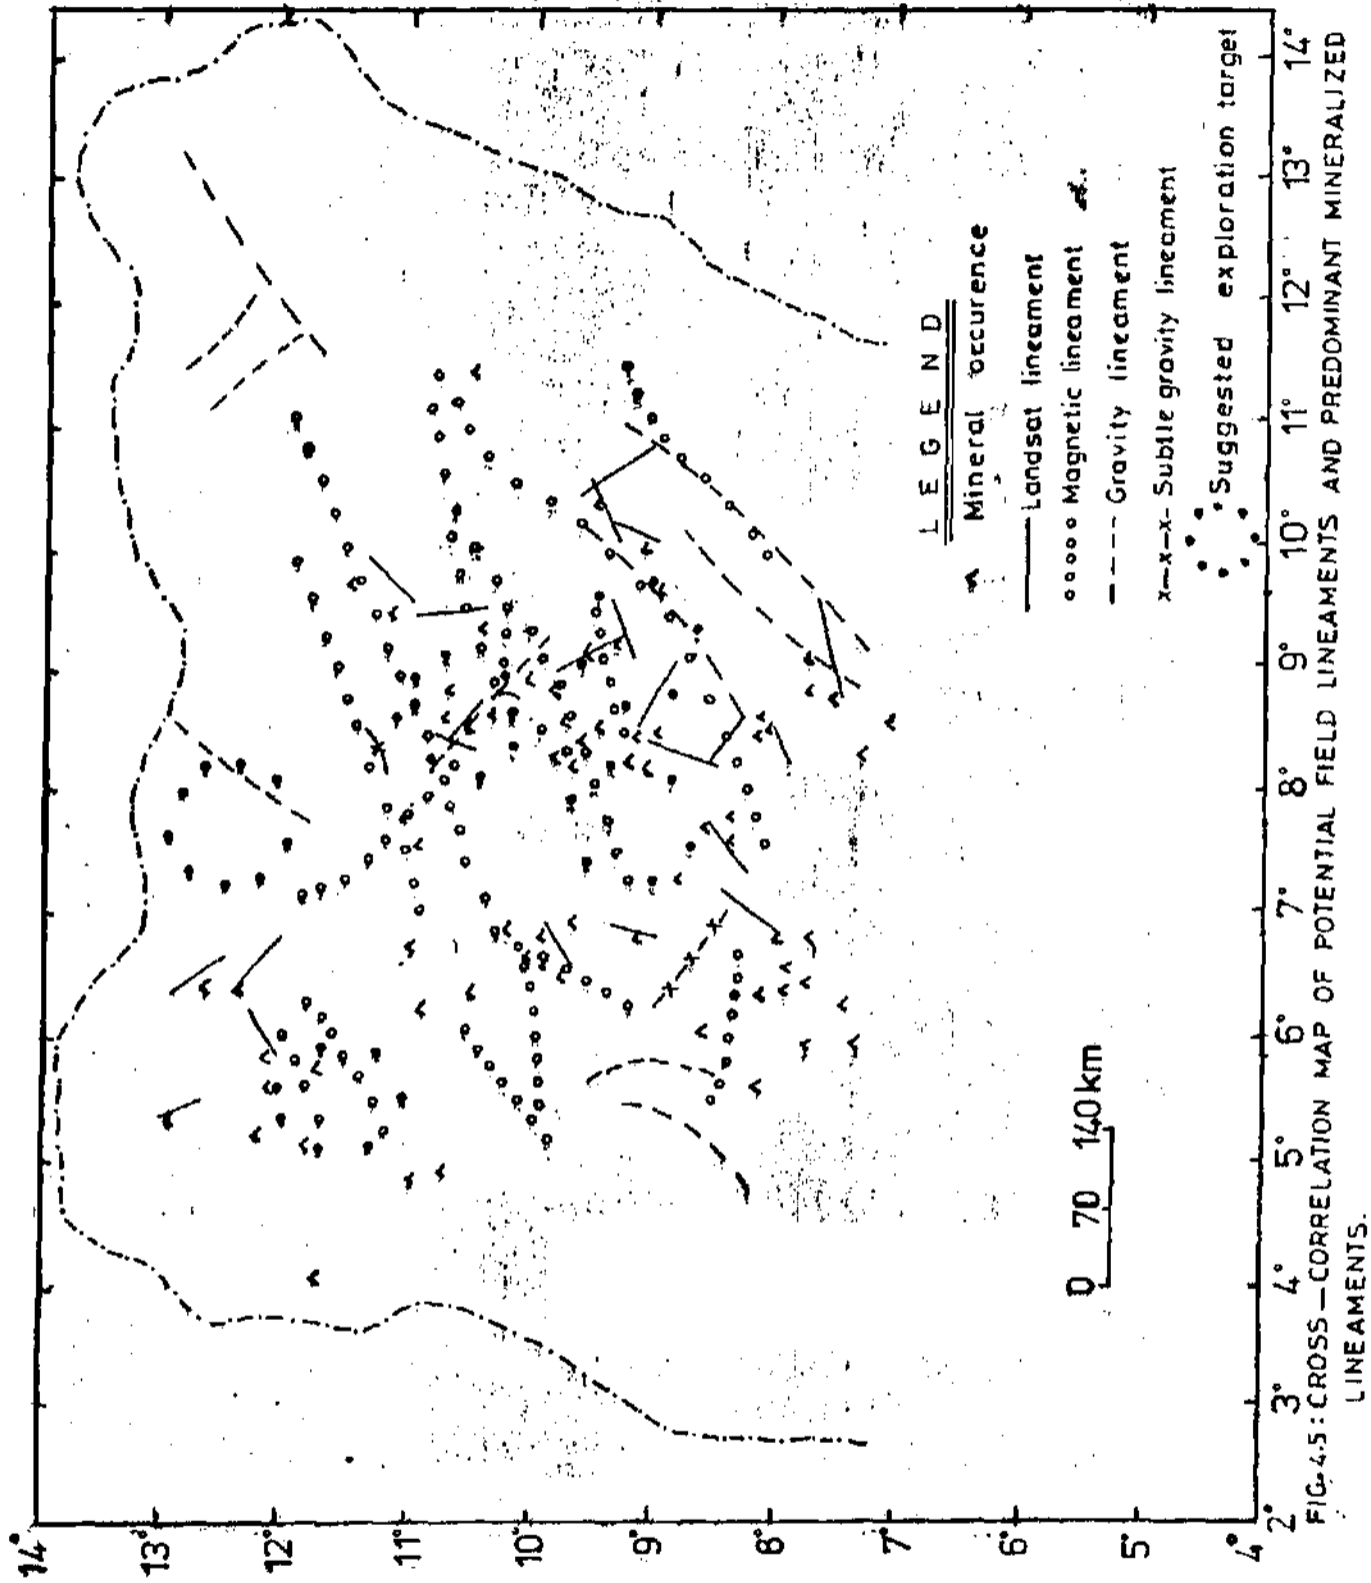 14°
13°
12°
11°
10°
9°
8°
7°
6°
5°
4°
2°
3°
4°
5°
6°
7°
8°
9°
10°
11°
12°
13°
14°
0 70 140 km
LEGEND
Mineral occurence
Landsat lineament
Magnetic lineament
Gravity lineament
x-x-x- Subtle gravity lineament
Suggested exploration target
FIG. 4.5: CROSS-CORRELATION MAP OF POTENTIAL FIELD LINEAMENTS AND PREDOMINANT MINERALIZED
LINEAMENTS.